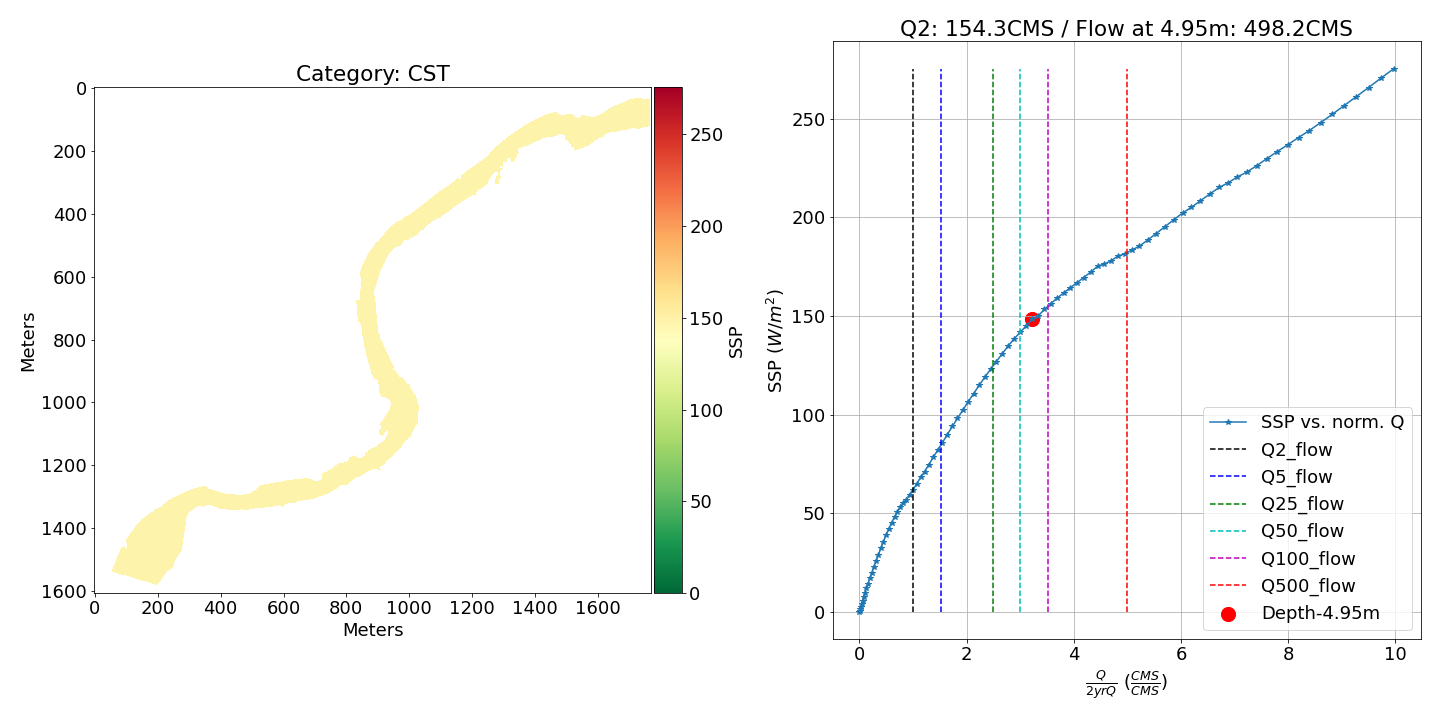 Category: CST
0
200
400
600
800
1000
1200
1400
1600
Meters
0 200 400 600 800 1000 1200 1400 1600
Meters
250
200
150
100
50
0
SSP
Q2: 154.3CMS / Flow at 4.95m: 498.2CMS
250
200
150
100
50
0
SSP (W/m²)
SSP vs. norm. Q
Q2_flow
Q5_flow
Q25_flow
Q50_flow
Q100_flow
Q500_flow
Depth-4.95m
0 2 4 6 8 10
Q/2yrQ (CMS/CMS)